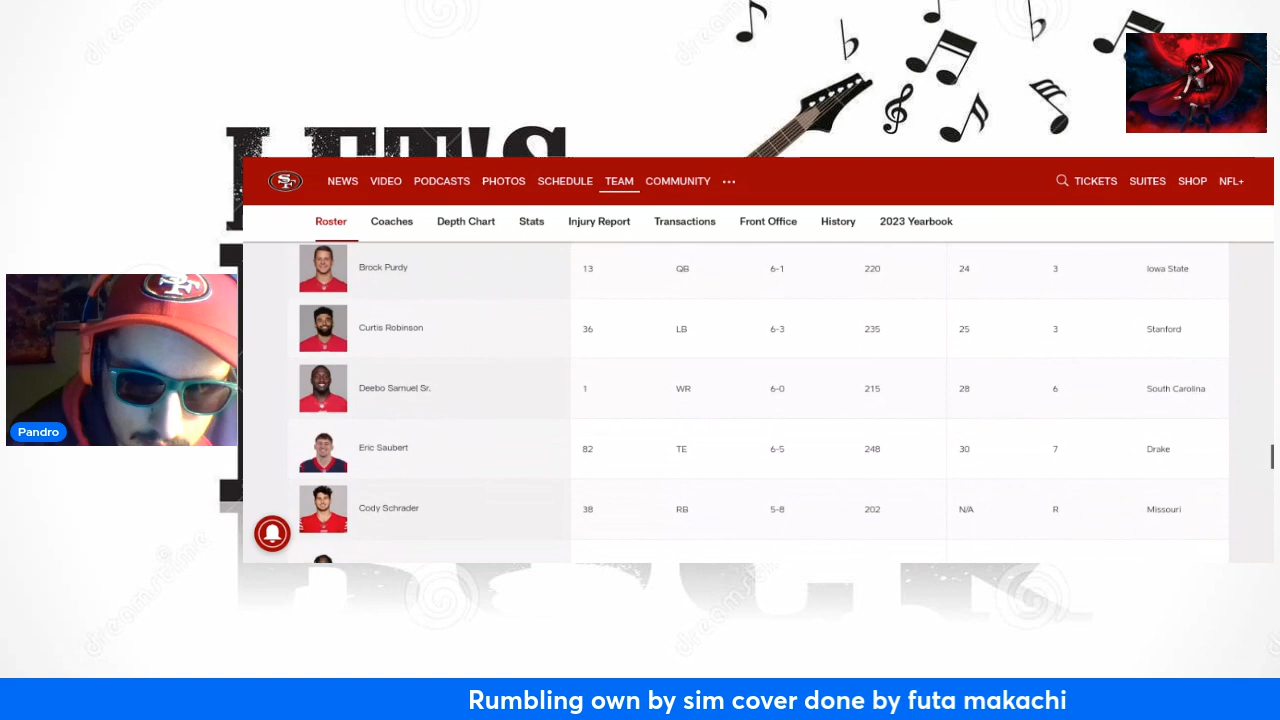 LET'S
NEWS VIDEO PODCASTS PHOTOS SCHEDULE TEAM COMMUNITY ... TICKETS SUITES SHOP NFL+
Roster Coaches Depth Chart Stats Injury Report Transactions Front Office History 2023 Yearbook
Brock Purdy 13 QB 6-1 220 24 3 Iowa State
Curtis Robinson 36 LB 6-3 235 25 3 Stanford
Deebo Samuel Sr. 1 WR 6-0 215 28 6 South Carolina
Eric Saubert 82 TE 6-5 248 30 7 Drake
Cody Schrader 38 RB 5-8 202 N/A R Missouri
Pandro
Rumbling own by sim cover done by futa makachi